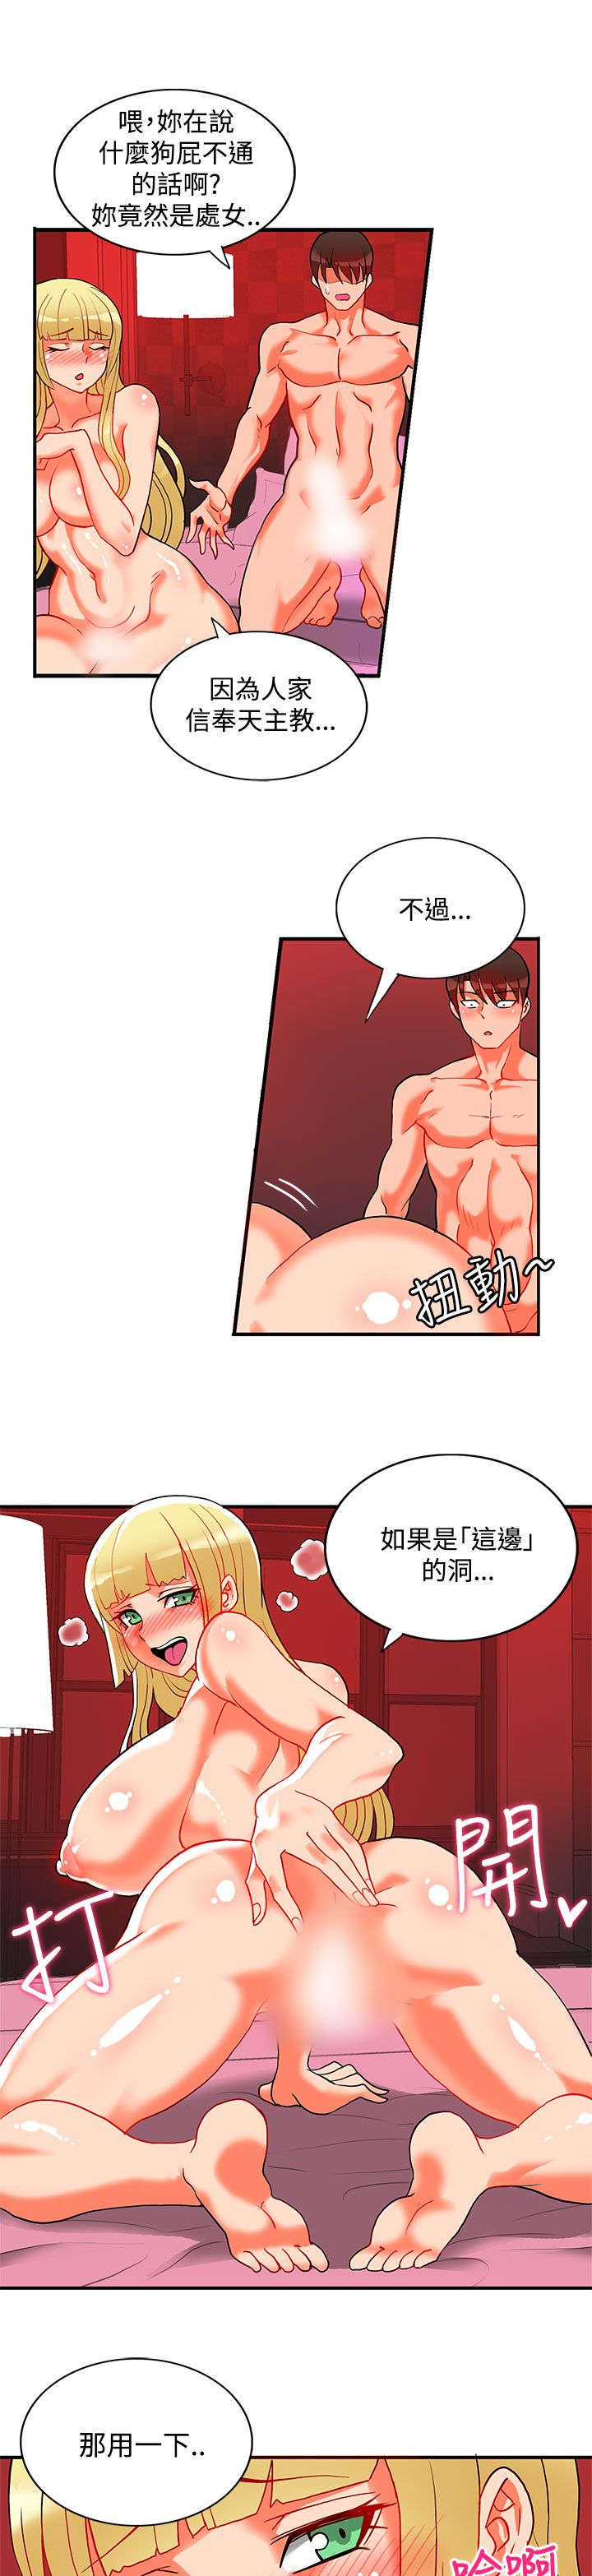 喂,妳在說
什麼狗屁不通
的話啊?
妳竟然是處女..
因為人家
信奉天主教...
不過...
扭動~
如果是「這邊」
的洞...
打開♥
那用一下..
哈啊